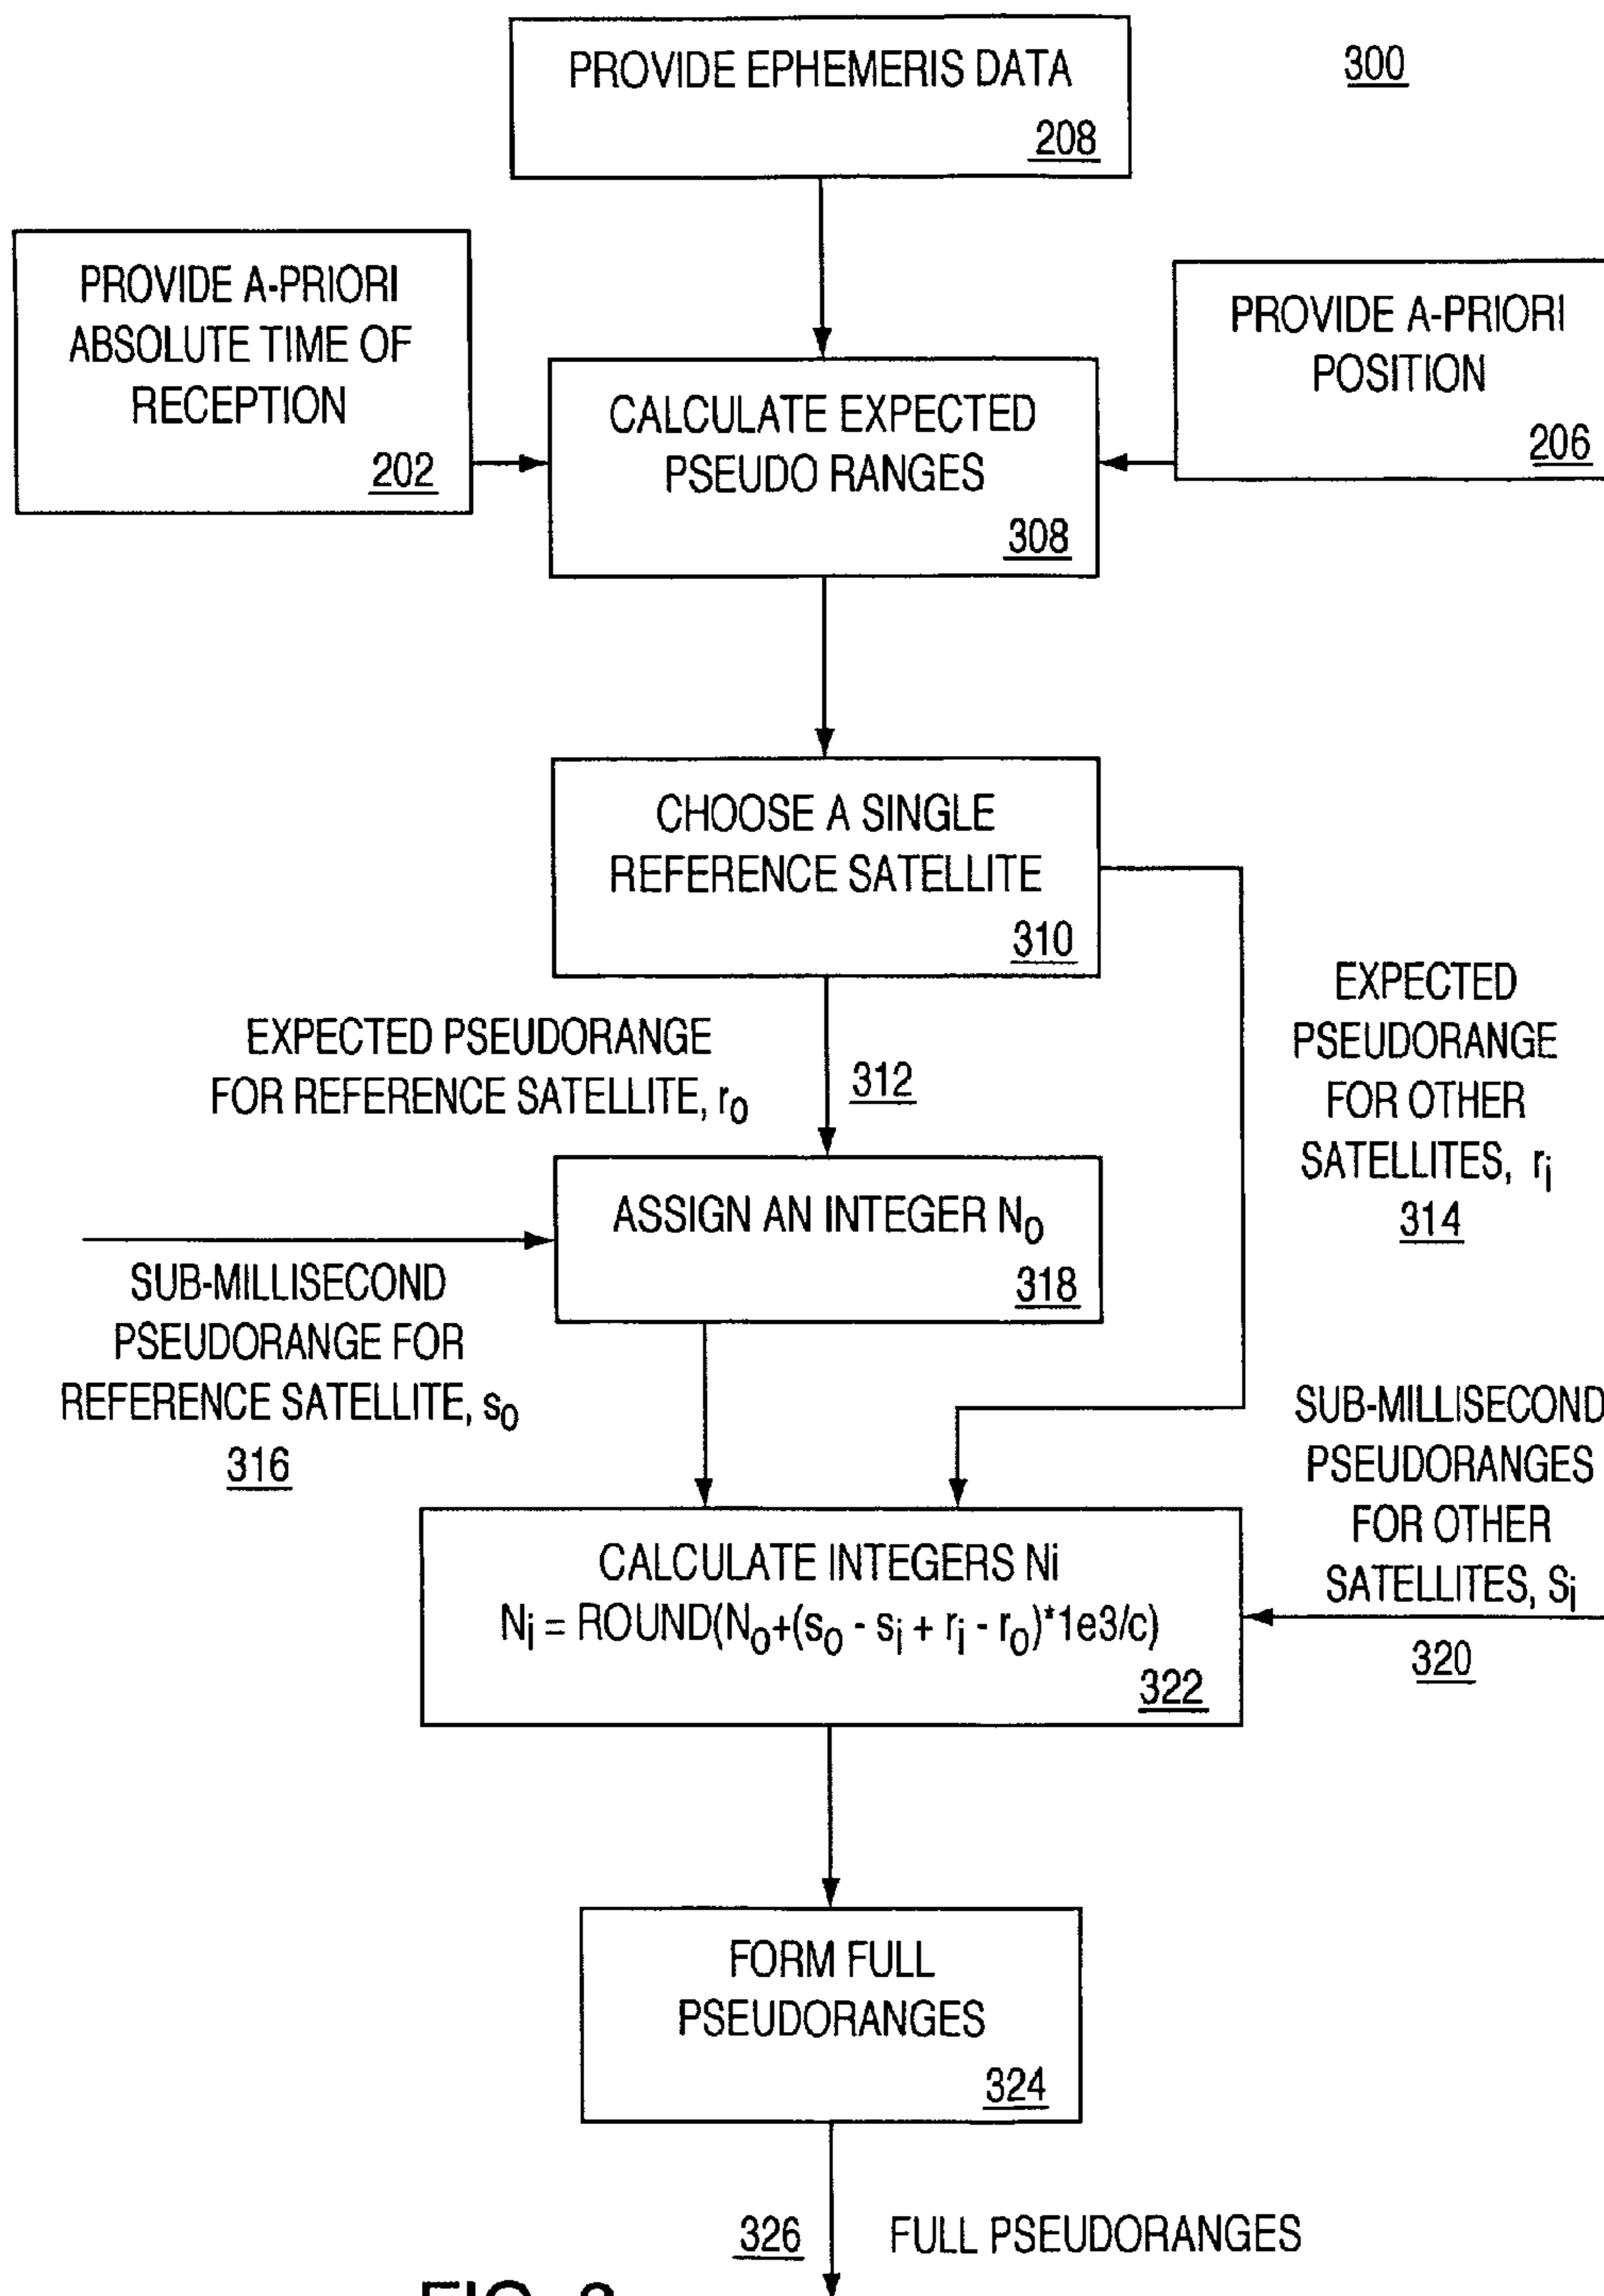 PROVIDE EPHEMERIS DATA
208
300
PROVIDE A-PRIORI
ABSOLUTE TIME OF
RECEPTION
202
CALCULATE EXPECTED
PSEUDO RANGES
308
PROVIDE A-PRIORI
POSITION
206
CHOOSE A SINGLE
REFERENCE SATELLITE
310
EXPECTED PSEUDORANGE
FOR REFERENCE SATELLITE, r₀
312
EXPECTED
PSEUDORANGE
FOR OTHER
SATELLITES, rᵢ
314
ASSIGN AN INTEGER N₀
318
SUB-MILLISECOND
PSEUDORANGE FOR
REFERENCE SATELLITE, s₀
316
SUB-MILLISECOND
PSEUDORANGES
FOR OTHER
SATELLITES, Sᵢ
320
CALCULATE INTEGERS Ni
Nᵢ = ROUND(N₀+(s₀ - sᵢ + rᵢ - r₀)*1e3/c)
322
FORM FULL
PSEUDORANGES
324
326
FULL PSEUDORANGES